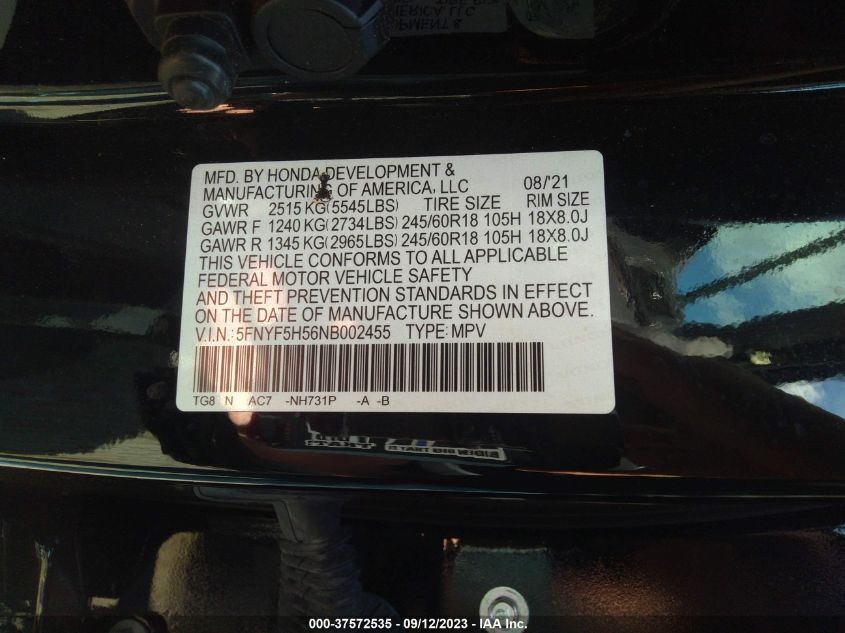 MFD. BY HONDA DEVELOPMENT &
MANUFACTURING OF AMERICA, LLC 08/'21
GVWR 2515 KG(5545LBS) TIRE SIZE RIM SIZE
GAWR F 1240 KG(2734LBS) 245/60R18 105H 18X8.0J
GAWR R 1345 KG(2965LBS) 245/60R18 105H 18X8.0J
THIS VEHICLE CONFORMS TO ALL APPLICABLE
FEDERAL MOTOR VEHICLE SAFETY
AND THEFT PREVENTION STANDARDS IN EFFECT
ON THE DATE OF MANUFACTURE SHOWN ABOVE.
V.I.N.: 5FNYF5H56NB002455 TYPE: MPV
TG8 N AC7 -NH731P -A -B
000-37572535 - 09/12/2023 - IAA Inc.